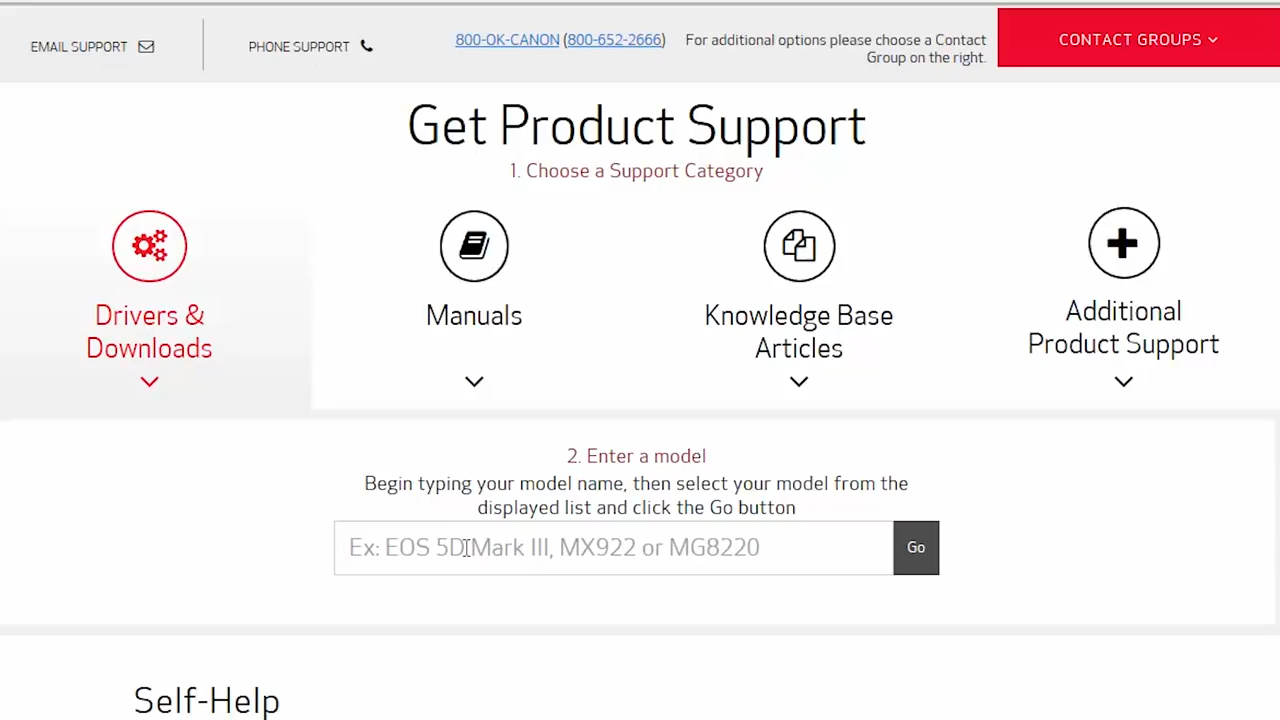 EMAIL SUPPORT
PHONE SUPPORT
800-OK-CANON (800-652-2666)
For additional options please choose a Contact
Group on the right.
CONTACT GROUPS
Get Product Support
1. Choose a Support Category
Drivers &
Downloads
Manuals
Knowledge Base
Articles
Additional
Product Support
2. Enter a model
Begin typing your model name, then select your model from the
displayed list and click the Go button
Ex: EOS 5D Mark III, MX922 or MG8220
Go
Self-Help